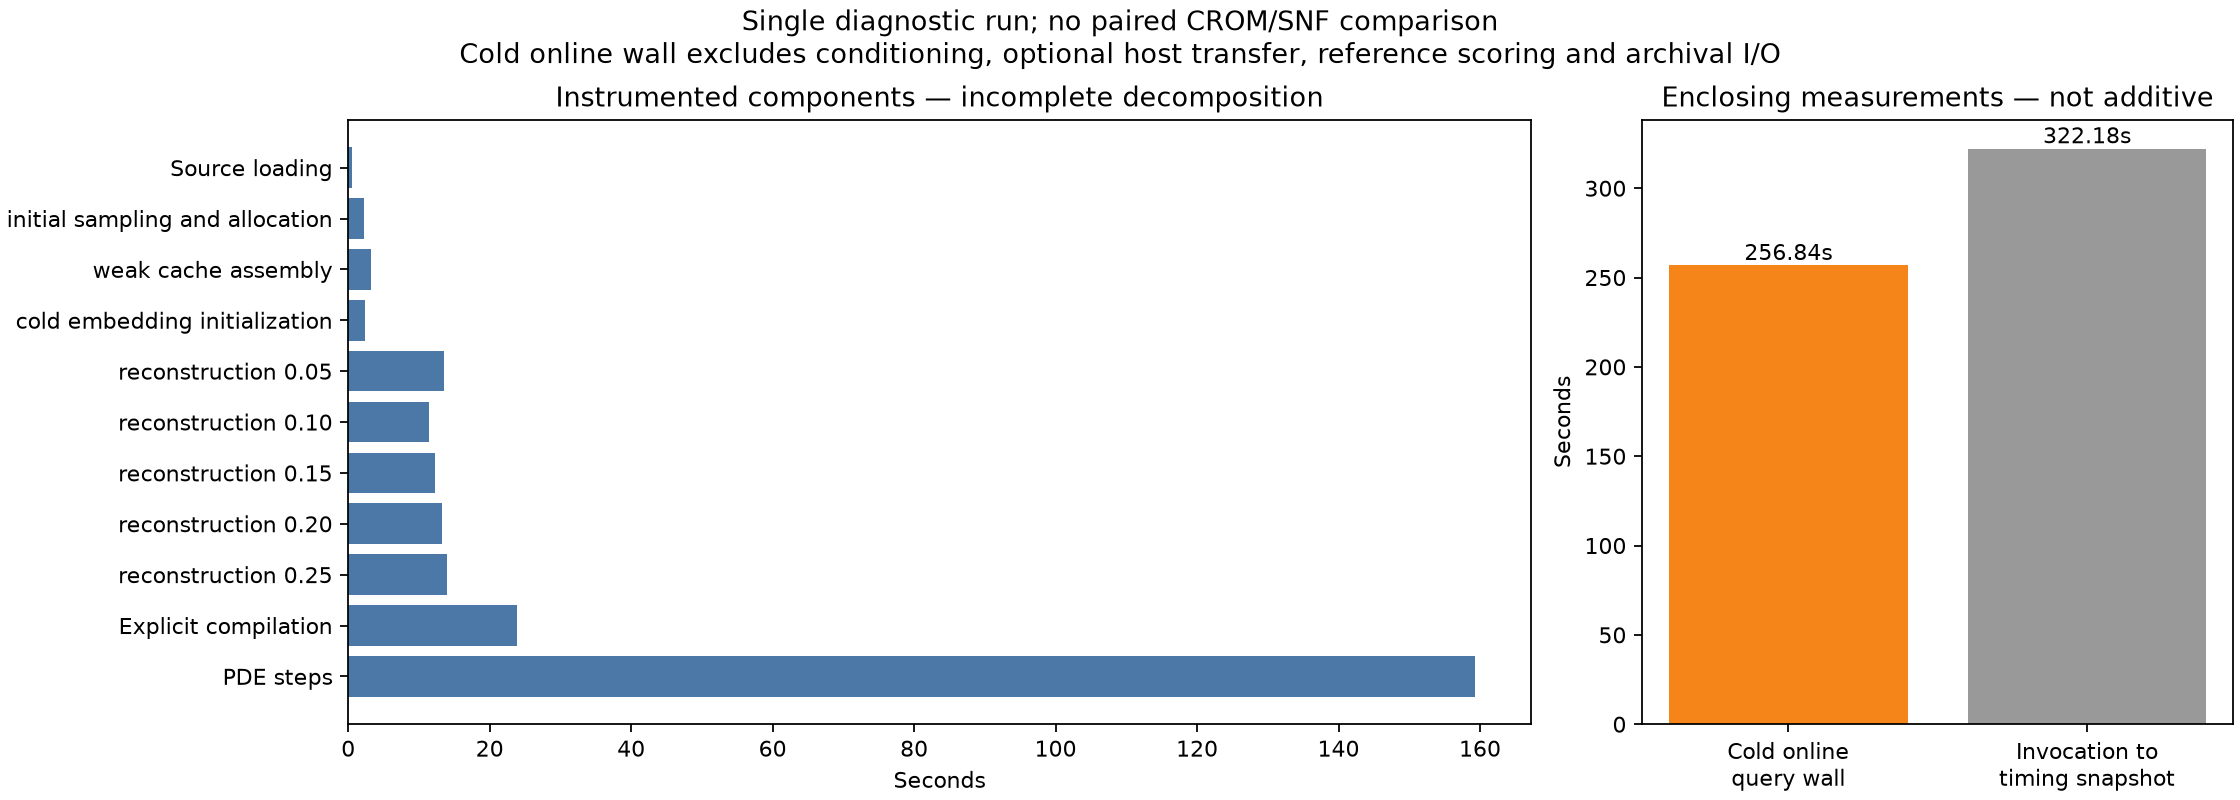 Single diagnostic run; no paired CROM/SNF comparison
Cold online wall excludes conditioning, optional host transfer, reference scoring and archival I/O
Instrumented components — incomplete decomposition
Source loading
initial sampling and allocation
weak cache assembly
cold embedding initialization
reconstruction 0.05
reconstruction 0.10
reconstruction 0.15
reconstruction 0.20
reconstruction 0.25
Explicit compilation
PDE steps
0 20 40 60 80 100 120 140 160
Seconds
Enclosing measurements — not additive
322.18s
256.84s
300
250
200
150
100
50
0
Seconds
Cold online
query wall
Invocation to
timing snapshot